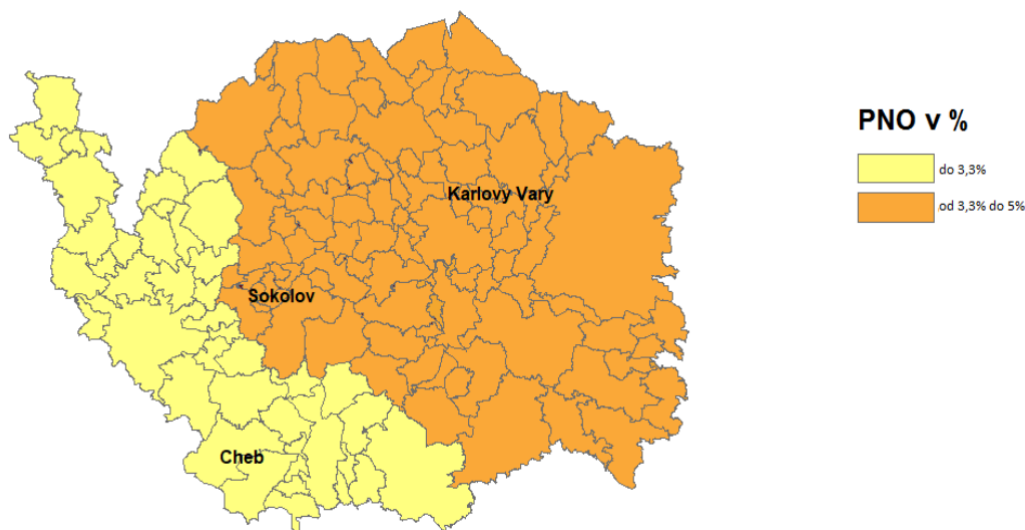 PNO v %
do 3,3%
od 3,3% do 5%
Karlovy Vary
Sokolov
Cheb